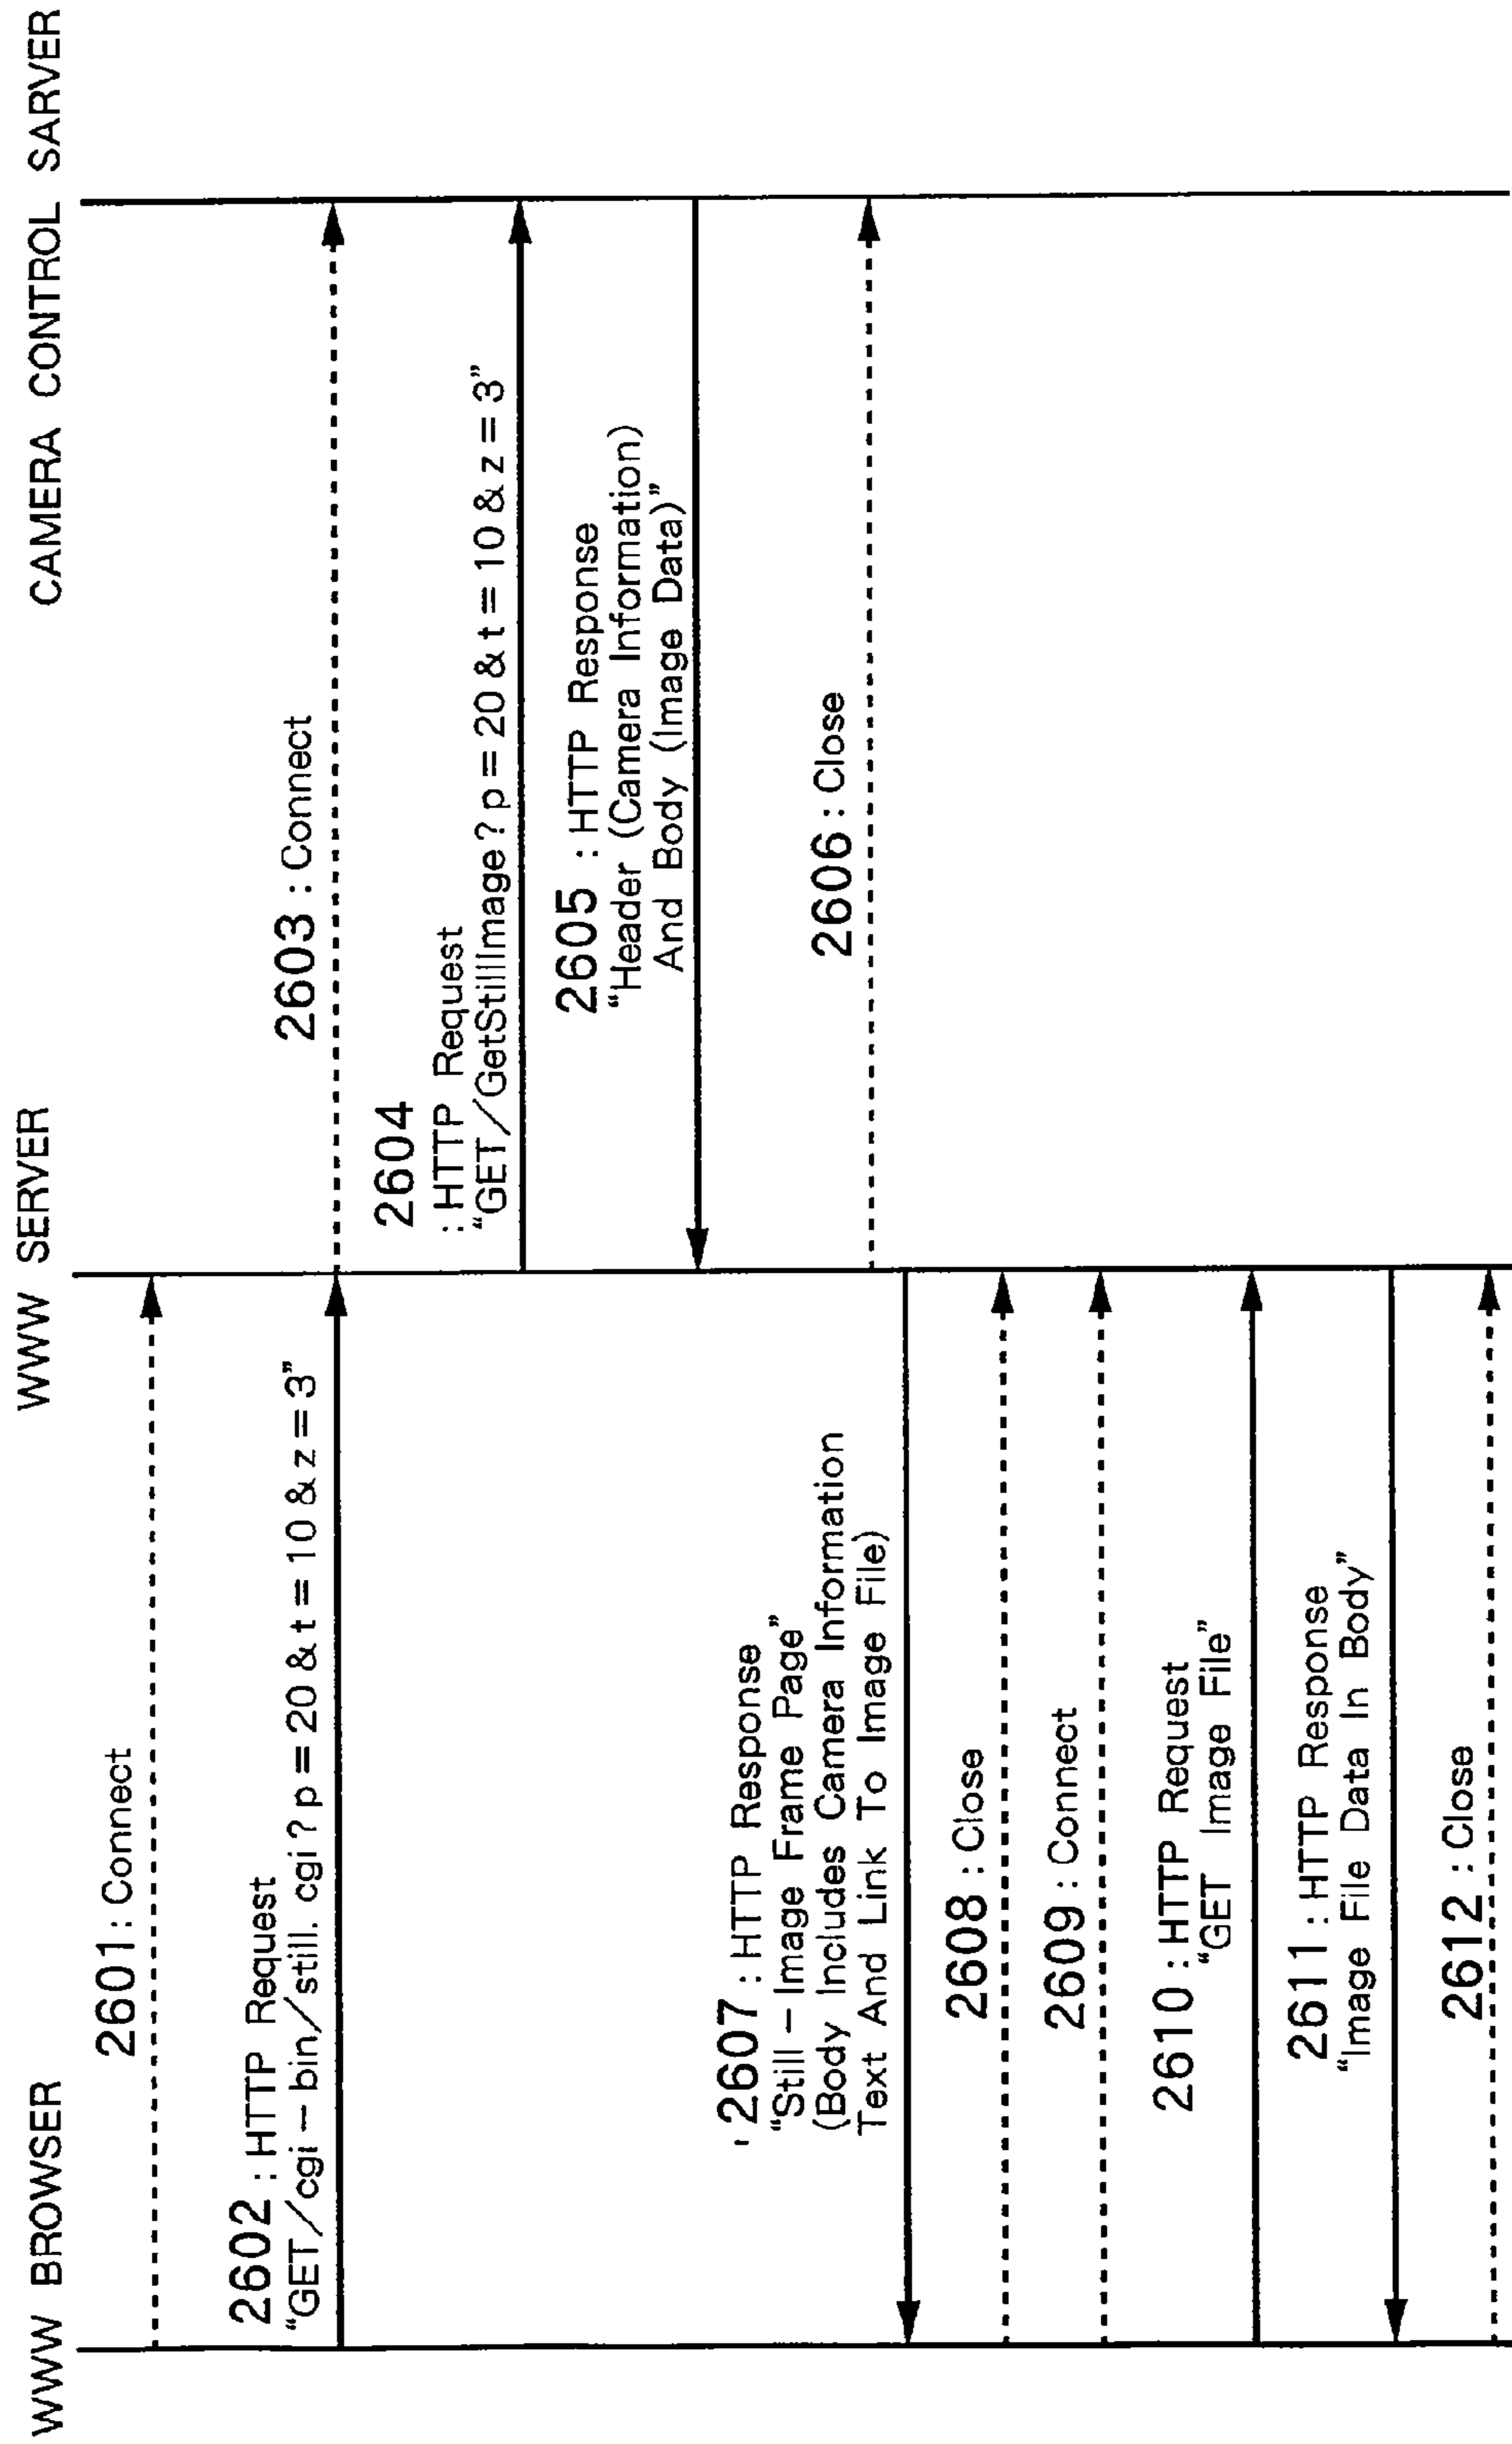 WWW BROWSER
WWW SERVER
CAMERA CONTROL SARVER
2601 : Connect
2602 : HTTP Request
“GET/cgi－bin/still. cgi ? p = 20 & t = 10 & z = 3”
2603 : Connect
2604
: HTTP Request
“GET/GetStillImage ? p = 20 & t = 10 & z = 3”
2605 : HTTP Response
“Header (Camera Information)
And Body (Image Data)”
2606 : Close
2607 : HTTP Response
“Still－Image Frame Page”
(Body Includes Camera Information
Text And Link To Image File)
2608 : Close
2609 : Connect
2610 : HTTP Request
“GET Image File”
2611 : HTTP Response
“Image File Data In Body”
2612 : Close